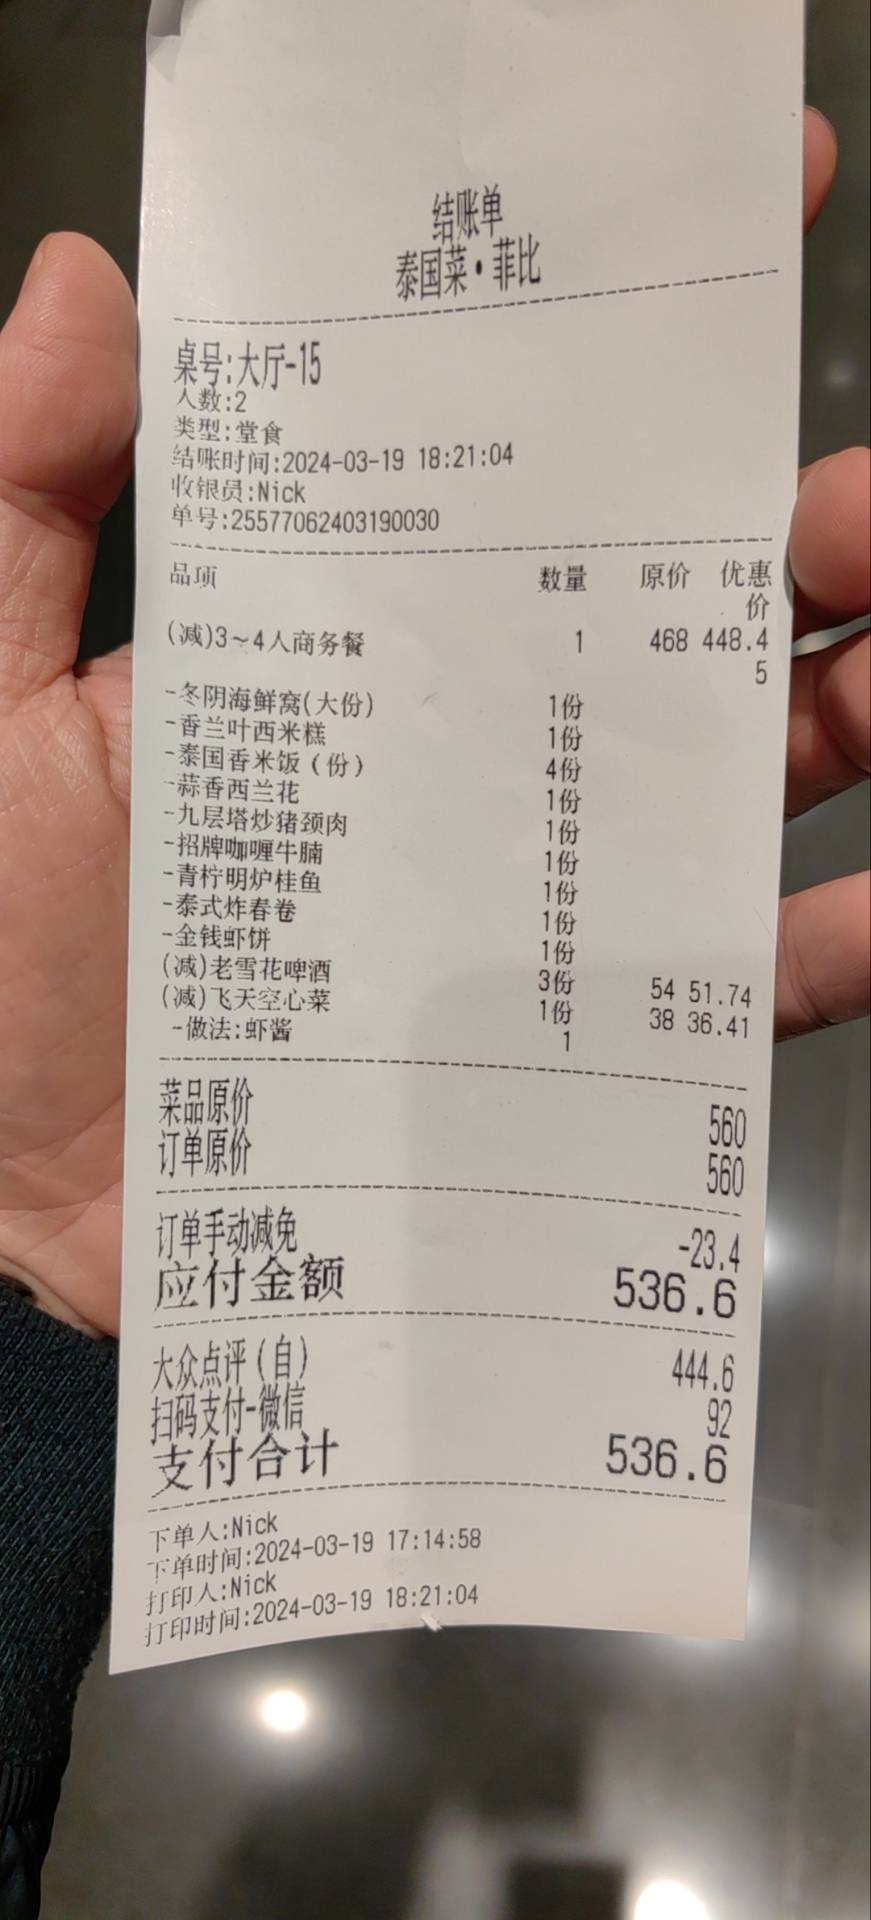 结账单
泰国菜·菲比
桌号:大厅-15
人数:2
类型:堂食
结账时间:2024-03-19 18:21:04
收银员:Nick
单号:25577062403190030
品项 数量 原价 优惠
价
(减)3~4人商务餐 1 468 448.4
5
-冬阴海鲜窝(大份) 1份
-香兰叶西米糕 1份
-泰国香米饭(份) 4份
-蒜香西兰花 1份
-九层塔炒猪颈肉 1份
-招牌咖喱牛腩 1份
-青柠明炉桂鱼 1份
-泰式炸春卷 1份
-金钱虾饼 1份
(减)老雪花啤酒 3份 54 51.74
(减)飞天空心菜 1份 38 36.41
-做法:虾酱 1
菜品原价 560
订单原价 560
订单手动减免 -23.4
应付金额 536.6
大众点评(自) 444.6
扫码支付-微信 92
支付合计 536.6
下单人:Nick
下单时间:2024-03-19 17:14:58
打印人:Nick
打印时间:2024-03-19 18:21:04